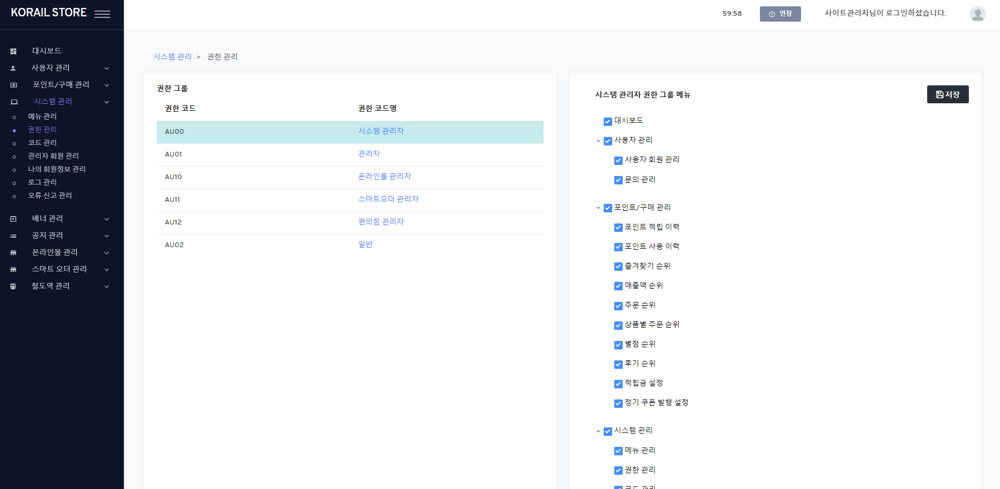 KORAIL STORE
59:58
연장
사이트관리자님이 로그인하셨습니다.
대시보드
사용자 관리
포인트/구매 관리
시스템 관리
메뉴 관리
권한 관리
코드 관리
관리자 회원 관리
나의 회원정보 관리
로그 관리
오류 신고 관리
배너 관리
공지 관리
온라인몰 관리
스마트 오더 관리
철도역 관리
시스템 관리 > 권한 관리
권한 그룹
권한 코드 권한 코드명
AU00 시스템 관리자
AU01 관리자
AU10 온라인몰 관리자
AU11 스마트오더 관리자
AU12 편의점 관리자
AU02 일반
시스템 관리자 권한 그룹 메뉴
저장
대시보드
사용자 관리
사용자 회원 관리
문의 관리
포인트/구매 관리
포인트 적립 이력
포인트 사용 이력
즐겨찾기 순위
매출액 순위
주문 순위
상품별 주문 순위
별점 순위
후기 순위
적립금 설정
정기 쿠폰 발행 설정
시스템 관리
메뉴 관리
권한 관리
코드 관리